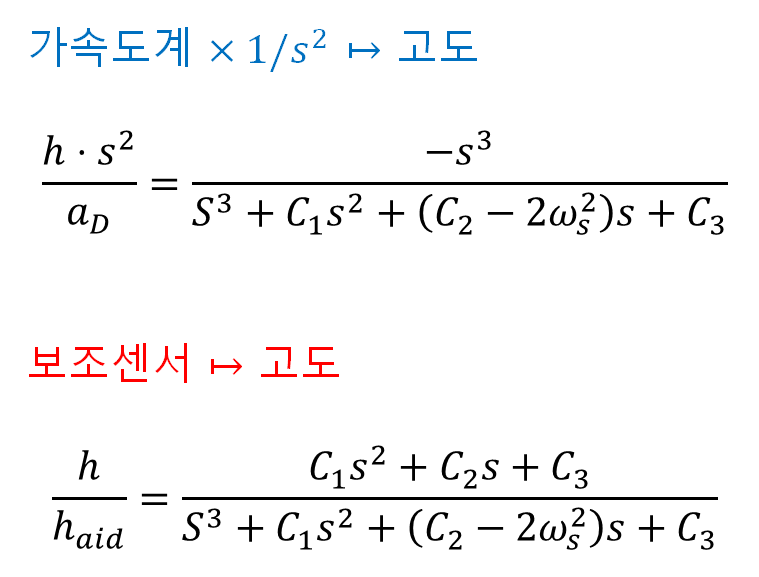 가속도계 × 1/s² ↦ 고도
h · s² / a_D = −s³ / (S³ + C₁s² + (C₂ − 2ω_s²)s + C₃)
보조센서 ↦ 고도
h / h_aid = (C₁s² + C₂s + C₃) / (S³ + C₁s² + (C₂ − 2ω_s²)s + C₃)